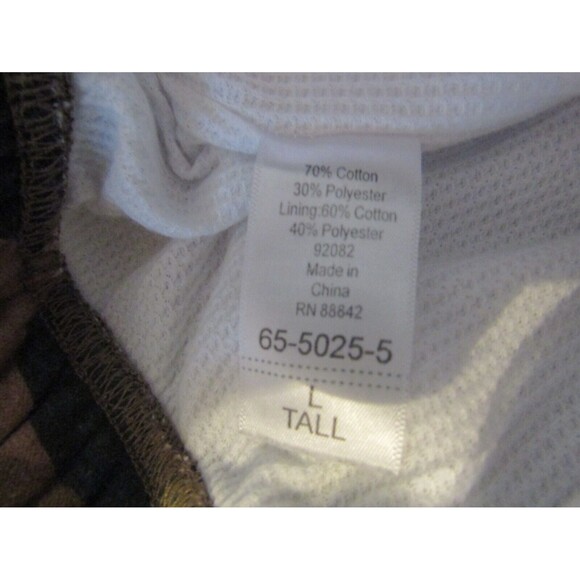 70% Cotton
30% Polyester
Lining:60% Cotton
40% Polyester
92082
Made in
China
RN 88842
65-5025-5
L
TALL